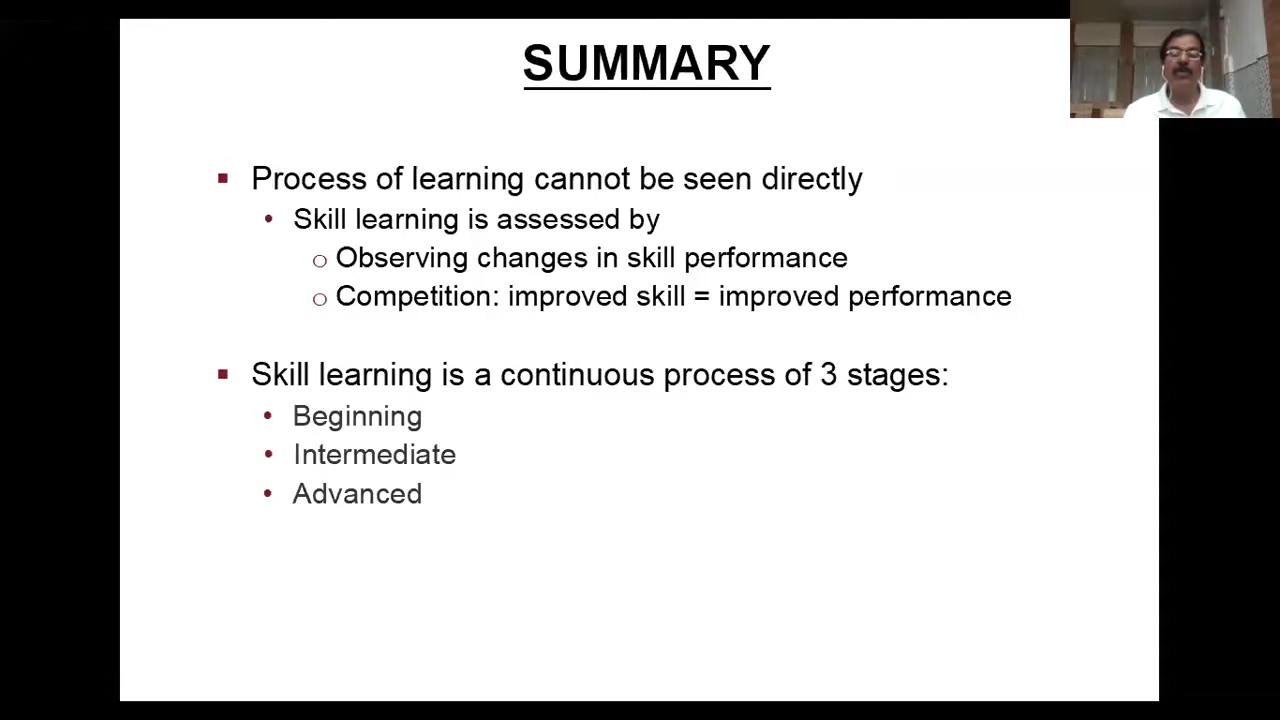 SUMMARY
▪ Process of learning cannot be seen directly
• Skill learning is assessed by
o Observing changes in skill performance
o Competition: improved skill = improved performance
▪ Skill learning is a continuous process of 3 stages:
• Beginning
• Intermediate
• Advanced